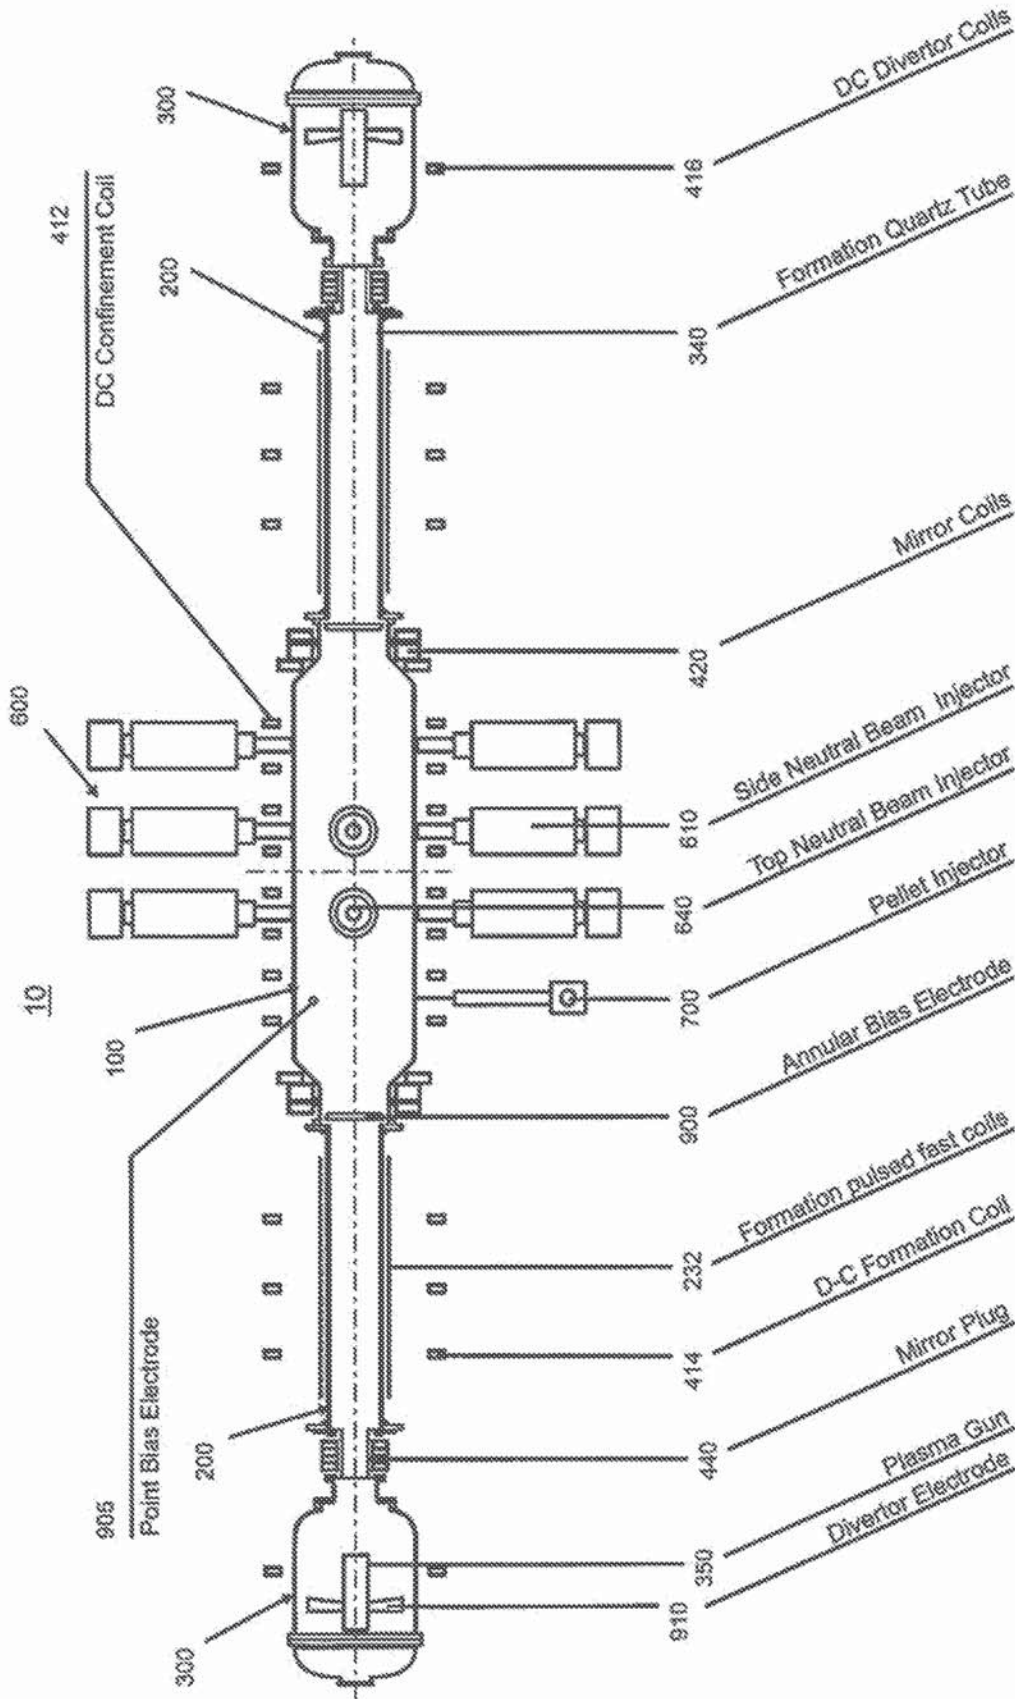 10
905
Point Bias Electrode
412
DC Confinement Coil
300
200
100
600
200
300
910
Divertor Electrode
350
Plasma Gun
440
Mirror Plug
414
D-C Formation Coil
232
Formation pulsed fast coils
900
Annular Bias Electrode
700
Pellet Injector
640
Top Neutral Beam Injector
610
Side Neutral Beam Injector
420
Mirror Coils
340
Formation Quartz Tube
416
DC Divertor Coils